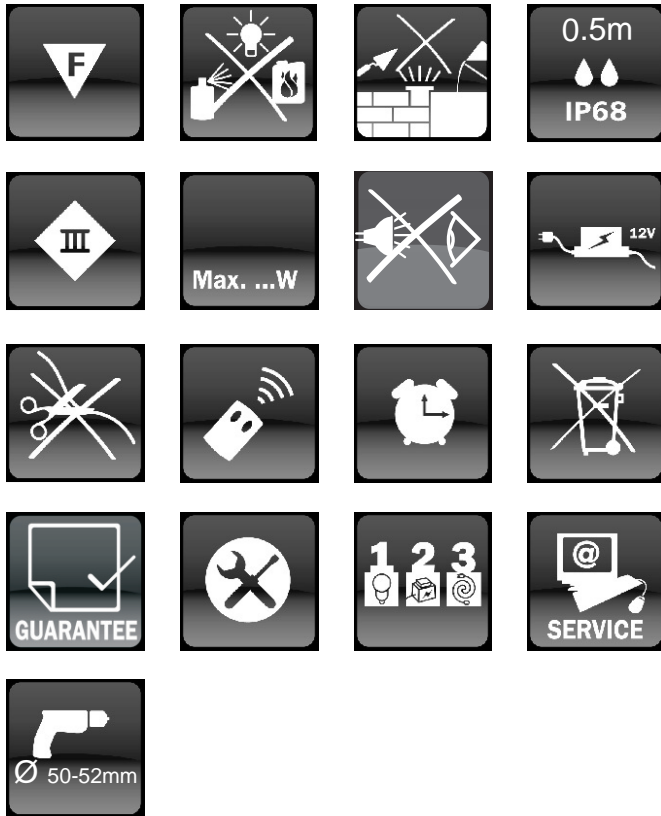 F
0.5m
IP68
III
Max. ...W
12V
GUARANTEE
1 2 3
@
SERVICE
Ø 50-52mm